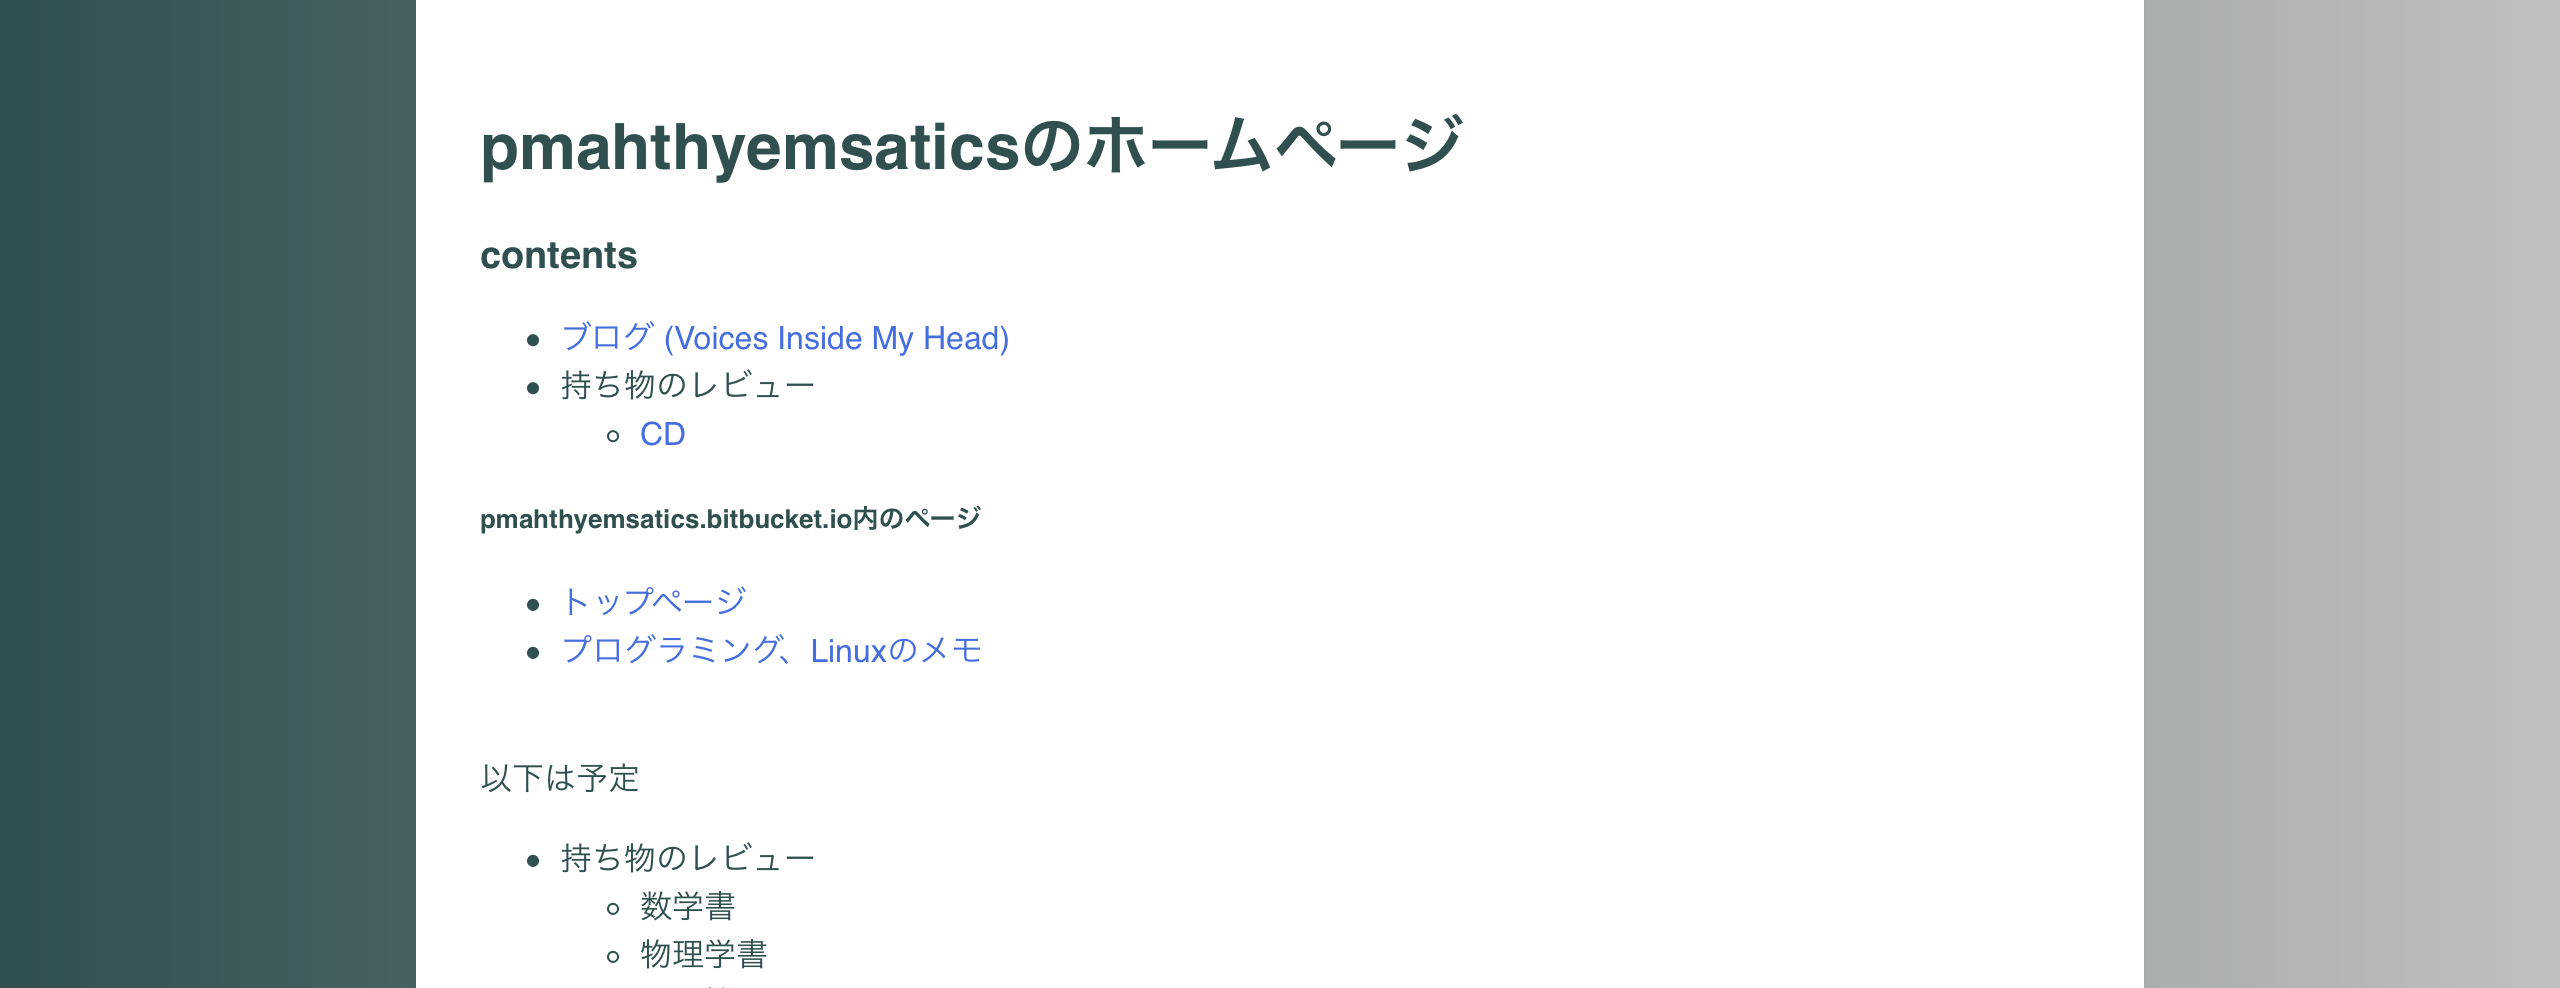 pmahthyemsaticsのホームページ
contents
ブログ (Voices Inside My Head)
持ち物のレビュー
CD
pmahthyemsatics.bitbucket.io内のページ
トップページ
プログラミング、Linuxのメモ
以下は予定
持ち物のレビュー
数学書
物理学書